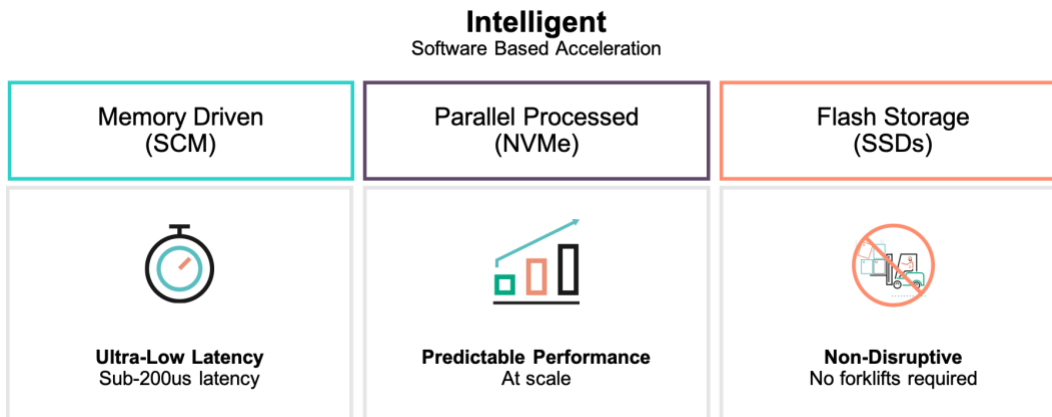 Intelligent
Software Based Acceleration
Memory Driven
(SCM)
Parallel Processed
(NVMe)
Flash Storage
(SSDs)
Ultra-Low Latency
Sub-200us latency
Predictable Performance
At scale
Non-Disruptive
No forklifts required